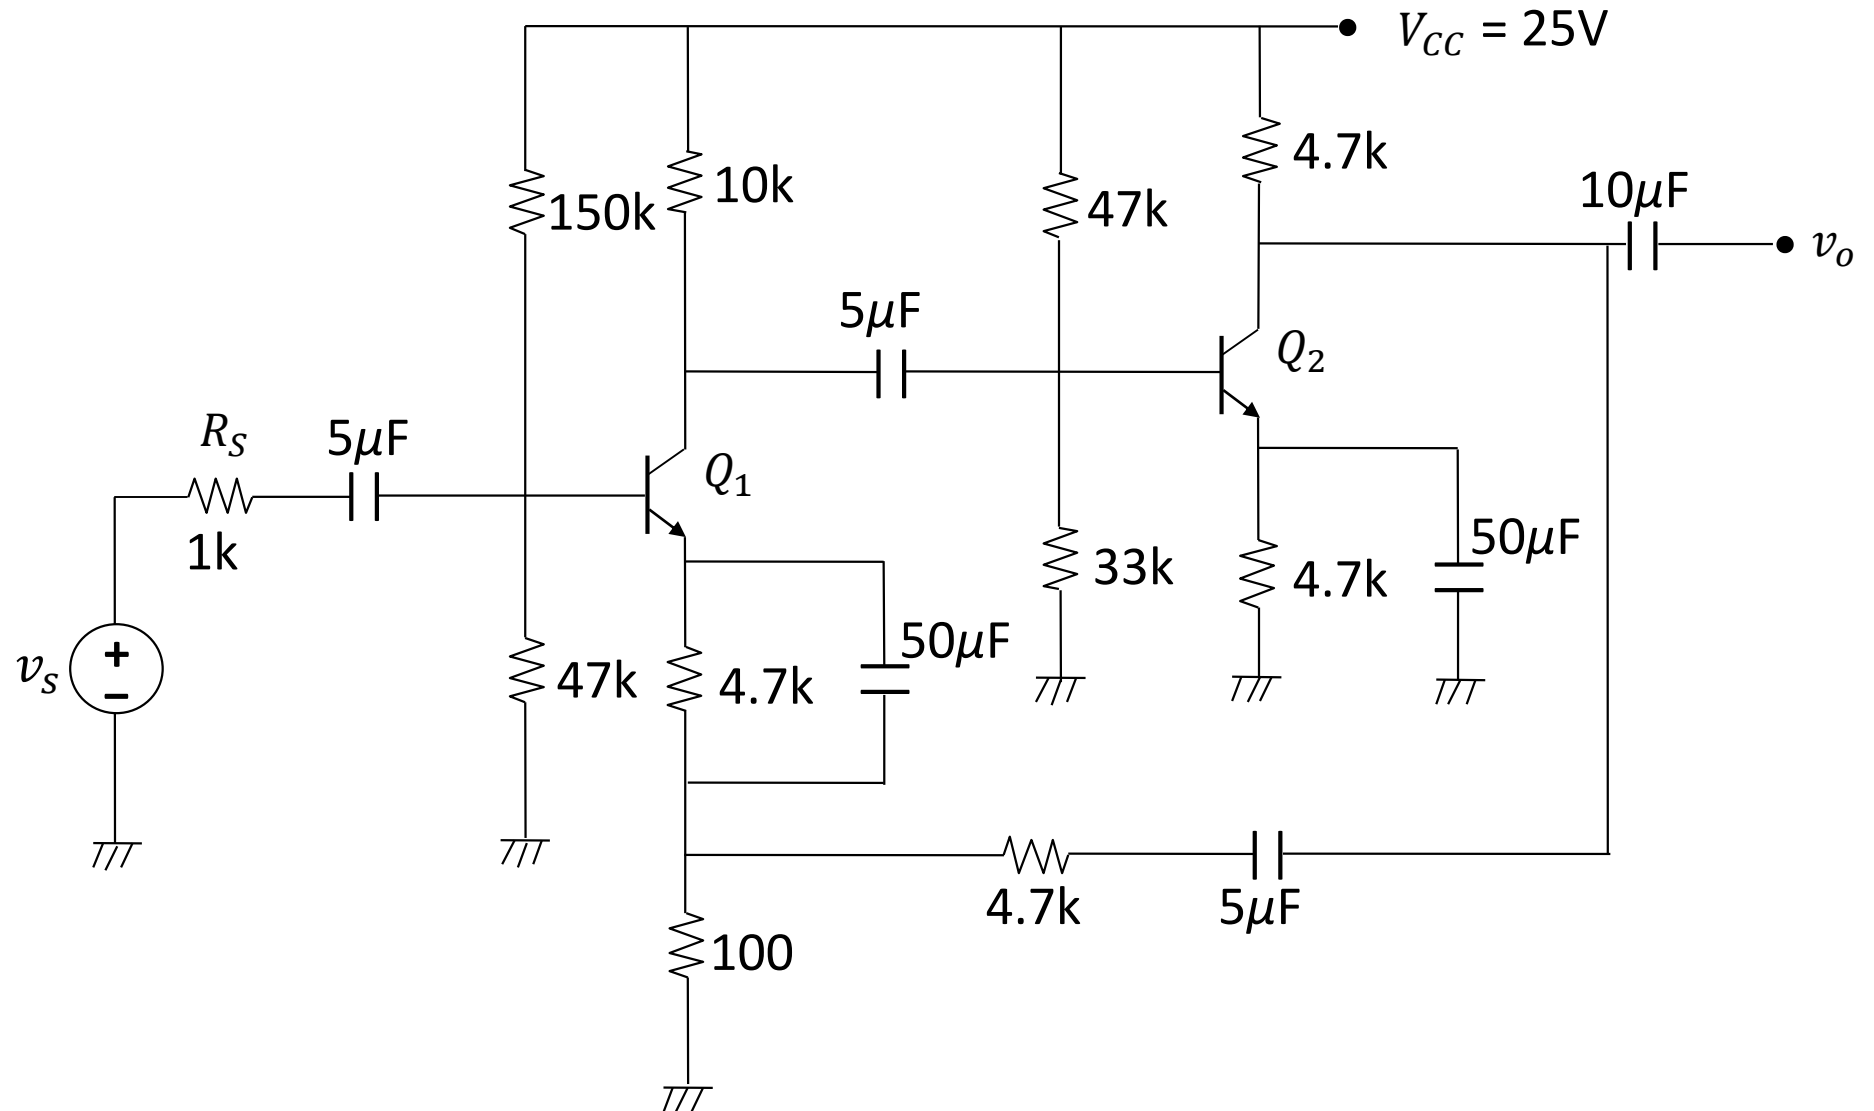 V_CC = 25V
150k
10k
47k
4.7k
10μF
v_o
5μF
Q_2
R_S
5μF
Q_1
1k
50μF
33k
4.7k
v_s
+
−
47k
4.7k
50μF
4.7k
5μF
100